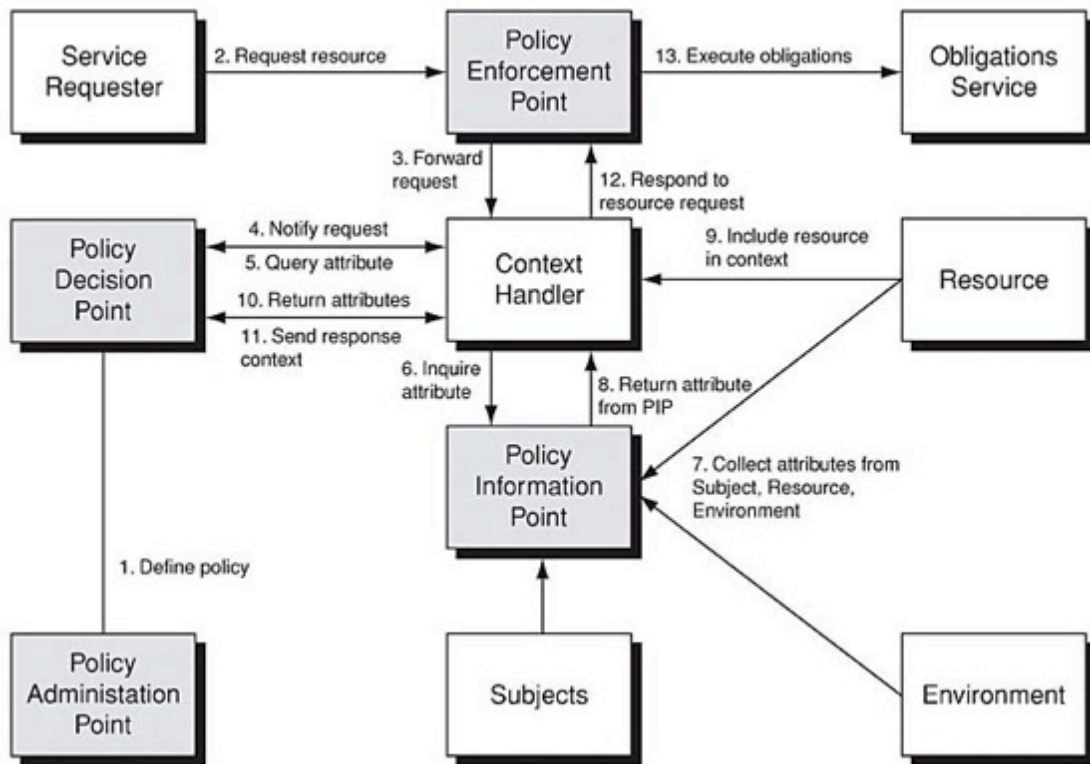 Service
Requester
2. Request resource
Policy
Enforcement
Point
13. Execute obligations
Obligations
Service
3. Forward
request
12. Respond to
resource request
Policy
Decision
Point
4. Notify request
5. Query attribute
10. Return attributes
11. Send response
context
Context
Handler
9. Include resource
in context
Resource
6. Inquire
attribute
8. Return attribute
from PIP
Policy
Information
Point
7. Collect attributes from
Subject, Resource,
Environment
1. Define policy
Policy
Administation
Point
Subjects
Environment